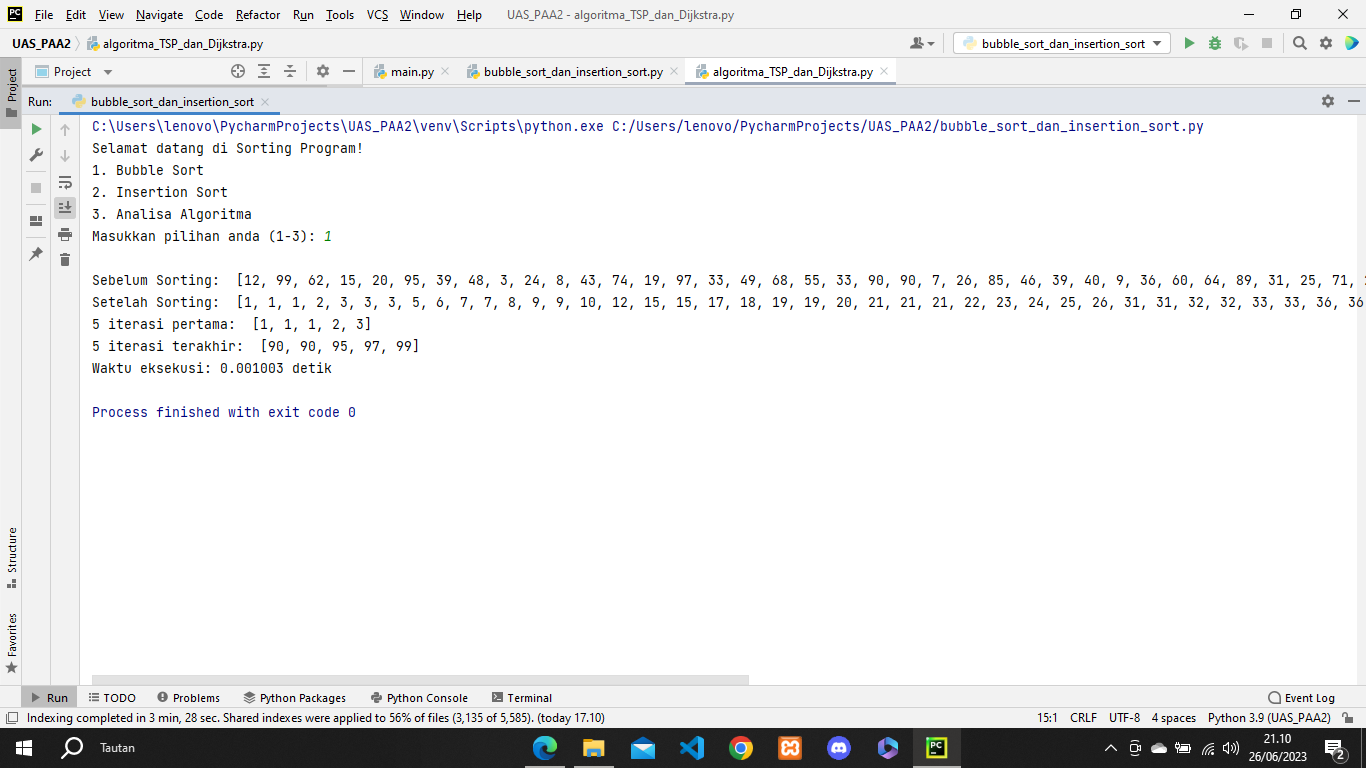 PC File Edit View Navigate Code Refactor Run Tools VCS Window Help UAS_PAA2 - algoritma_TSP_dan_Dijkstra.py
UAS_PAA2 algoritma_TSP_dan_Dijkstra.py bubble_sort_dan_insertion_sort
Project main.py bubble_sort_dan_insertion_sort.py algoritma_TSP_dan_Dijkstra.py
Project
Run: bubble_sort_dan_insertion_sort
C:\Users\lenovo\PycharmProjects\UAS_PAA2\venv\Scripts\python.exe C:/Users/lenovo/PycharmProjects/UAS_PAA2/bubble_sort_dan_insertion_sort.py
Selamat datang di Sorting Program!
1. Bubble Sort
2. Insertion Sort
3. Analisa Algoritma
Masukkan pilihan anda (1-3): 1
Sebelum Sorting:  [12, 99, 62, 15, 20, 95, 39, 48, 3, 24, 8, 43, 74, 19, 97, 33, 49, 68, 55, 33, 90, 90, 7, 26, 85, 46, 39, 40, 9, 36, 60, 64, 89, 31, 25, 71,
Setelah Sorting:  [1, 1, 1, 2, 3, 3, 3, 5, 6, 7, 7, 8, 9, 9, 10, 12, 15, 15, 17, 18, 19, 19, 20, 21, 21, 21, 22, 23, 24, 25, 26, 31, 31, 32, 32, 33, 33, 36, 36
5 iterasi pertama:  [1, 1, 1, 2, 3]
5 iterasi terakhir:  [90, 90, 95, 97, 99]
Waktu eksekusi: 0.001003 detik
Process finished with exit code 0
Structure
Favorites
Run TODO Problems Python Packages Python Console Terminal Event Log
Indexing completed in 3 min, 28 sec. Shared indexes were applied to 56% of files (3,135 of 5,585). (today 17.10) 15:1 CRLF UTF-8 4 spaces Python 3.9 (UAS_PAA2)
Tautan PC 21.10
26/06/2023 2